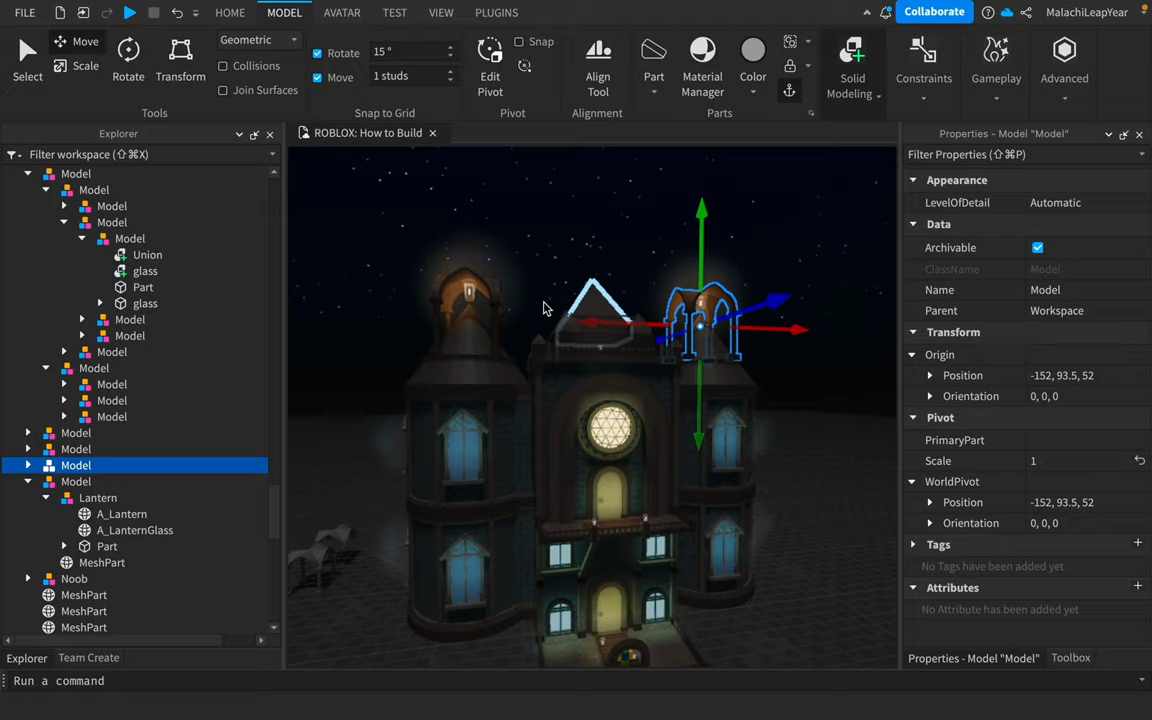 FILE HOME MODEL AVATAR TEST VIEW PLUGINS Collaborate MalachiLeapYear
Select Move Scale Rotate Transform Geometric Collisions Join Surfaces
Tools
Rotate 15 °
Move 1 studs
Snap to Grid
Edit Pivot Snap
Pivot
Align Tool
Alignment
Part Material Manager Color
Parts
Solid Modeling Constraints Gameplay Advanced
Explorer
Filter workspace (⇧⌘X)
Model
Model
Model
Model
Model
Union
glass
Part
glass
Model
Model
Model
Model
Model
Model
Model
Model
Model
Model
Model
Lantern
A_Lantern
A_LanternGlass
Part
MeshPart
Noob
MeshPart
MeshPart
MeshPart
Explorer Team Create
ROBLOX: How to Build
Properties - Model "Model"
Filter Properties (⇧⌘P)
Appearance
LevelOfDetail Automatic
Data
Archivable
ClassName Model
Name Model
Parent Workspace
Transform
Origin
Position -152, 93.5, 52
Orientation 0, 0, 0
Pivot
PrimaryPart
Scale 1
WorldPivot
Position -152, 93.5, 52
Orientation 0, 0, 0
Tags
No Tags have been added yet
Attributes
No Attribute has been added yet
Properties - Model "Model" Toolbox
Run a command